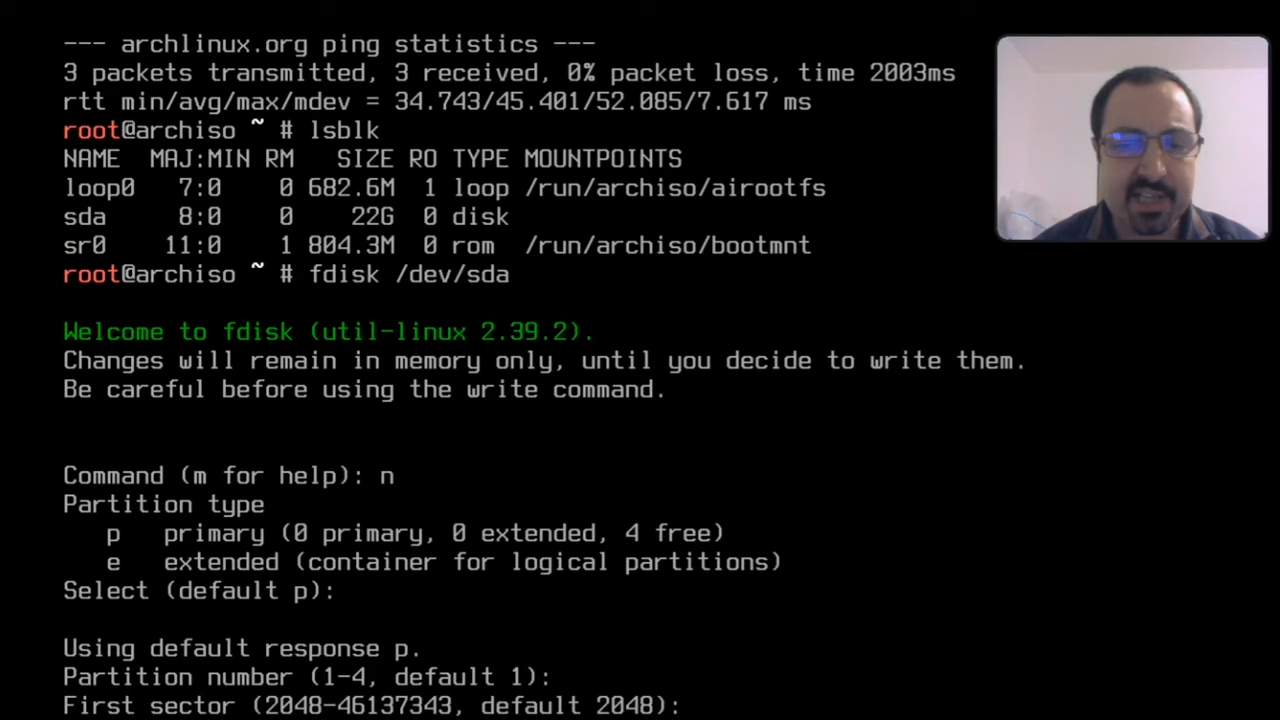 --- archlinux.org ping statistics ---
3 packets transmitted, 3 received, 0% packet loss, time 2003ms
rtt min/avg/max/mdev = 34.743/45.401/52.085/7.617 ms
root@archiso ~ # lsblk
NAME MAJ:MIN RM SIZE RO TYPE MOUNTPOINTS
loop0 7:0 0 682.6M 1 loop /run/archiso/airootfs
sda 8:0 0 22G 0 disk
sr0 11:0 1 804.3M 0 rom /run/archiso/bootmnt
root@archiso ~ # fdisk /dev/sda
Welcome to fdisk (util-linux 2.39.2).
Changes will remain in memory only, until you decide to write them.
Be careful before using the write command.
Command (m for help): n
Partition type
p primary (0 primary, 0 extended, 4 free)
e extended (container for logical partitions)
Select (default p):
Using default response p.
Partition number (1-4, default 1):
First sector (2048-46137343, default 2048):